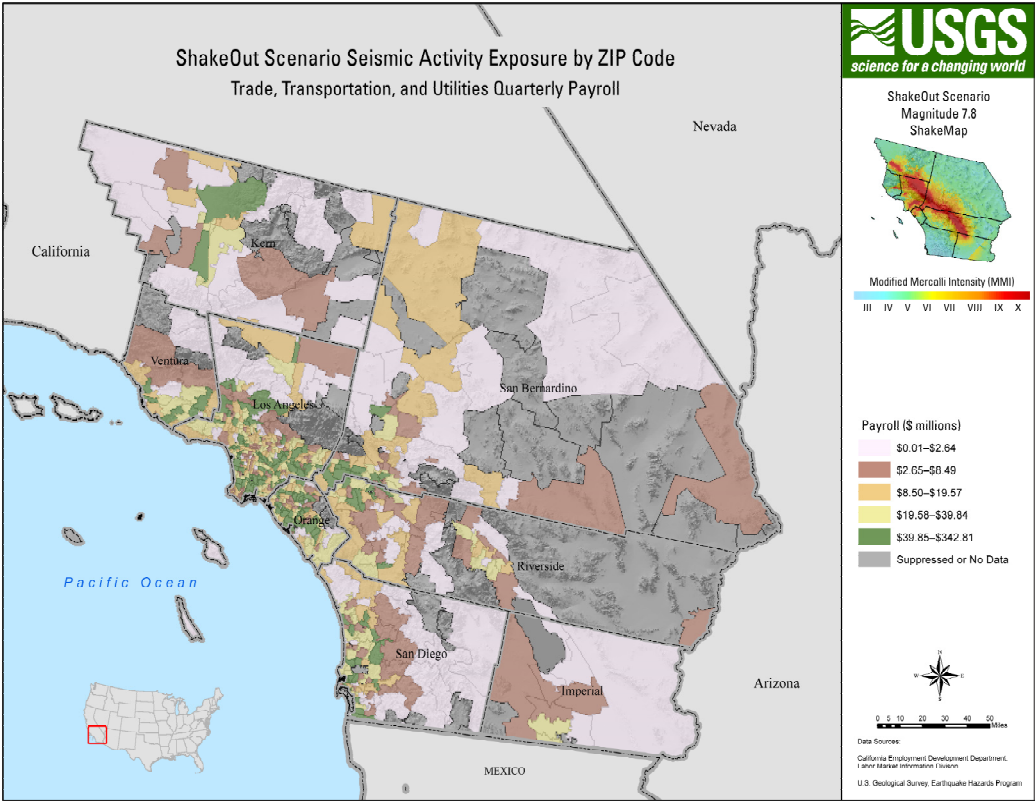 ShakeOut Scenario Seismic Activity Exposure by ZIP Code
Trade, Transportation, and Utilities Quarterly Payroll
Nevada
California
Kern
Ventura
Los Angeles
San Bernardino
Orange
Riverside
San Diego
Imperial
Arizona
MEXICO
Pacific Ocean
USGS
science for a changing world
ShakeOut Scenario
Magnitude 7.8
ShakeMap
Modified Mercalli Intensity (MMI)
III IV V VI VII VIII IX X
Payroll ($ millions)
$0.01–$2.64
$2.65–$8.49
$8.50–$19.57
$19.58–$39.84
$39.85–$342.81
Suppressed or No Data
N
W E
S
0 5 10 20 30 40 50
Miles
Data Sources:
California Employment Development Department,
Labor Market Information Division
U.S. Geological Survey, Earthquake Hazards Program